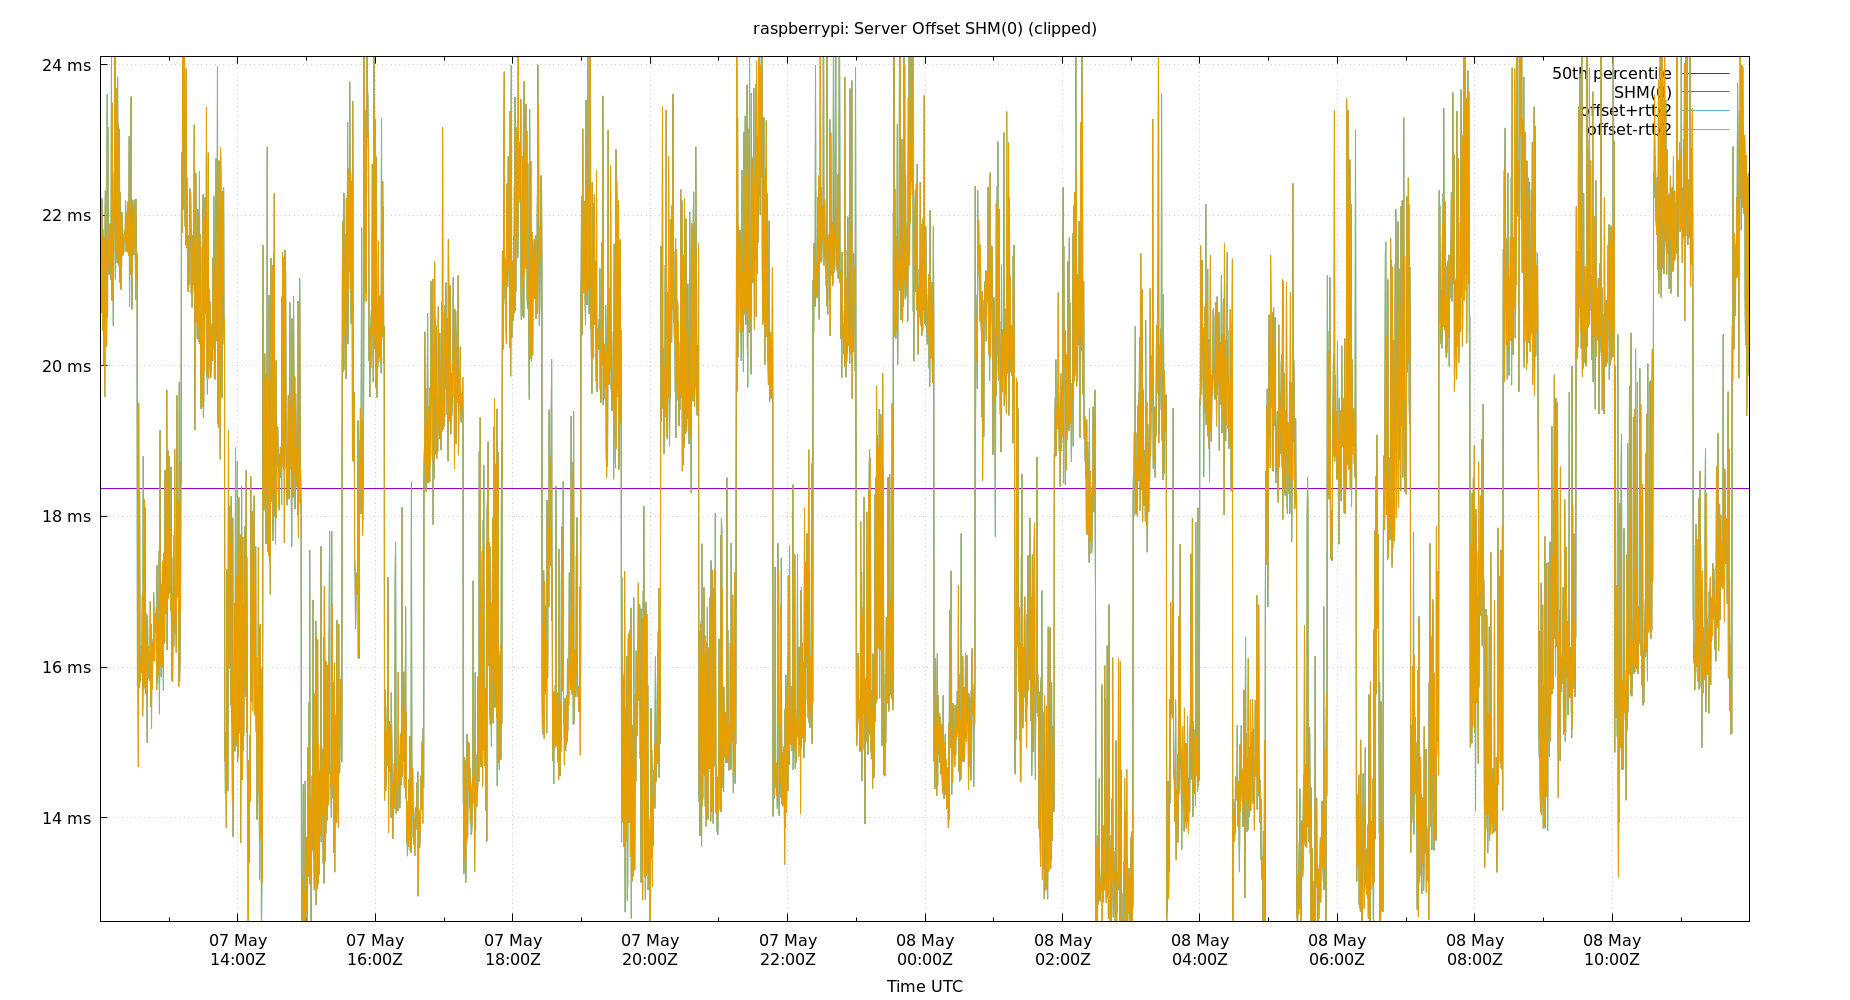 raspberrypi: Server Offset SHM(0) (clipped)
24 ms
22 ms
20 ms
18 ms
16 ms
14 ms
50th percentile
SHM(0)
offset+rtt/2
offset-rtt/2
07 May 07 May 07 May 07 May 07 May 08 May 08 May 08 May 08 May 08 May 08 May
14:00Z 16:00Z 18:00Z 20:00Z 22:00Z 00:00Z 02:00Z 04:00Z 06:00Z 08:00Z 10:00Z
Time UTC